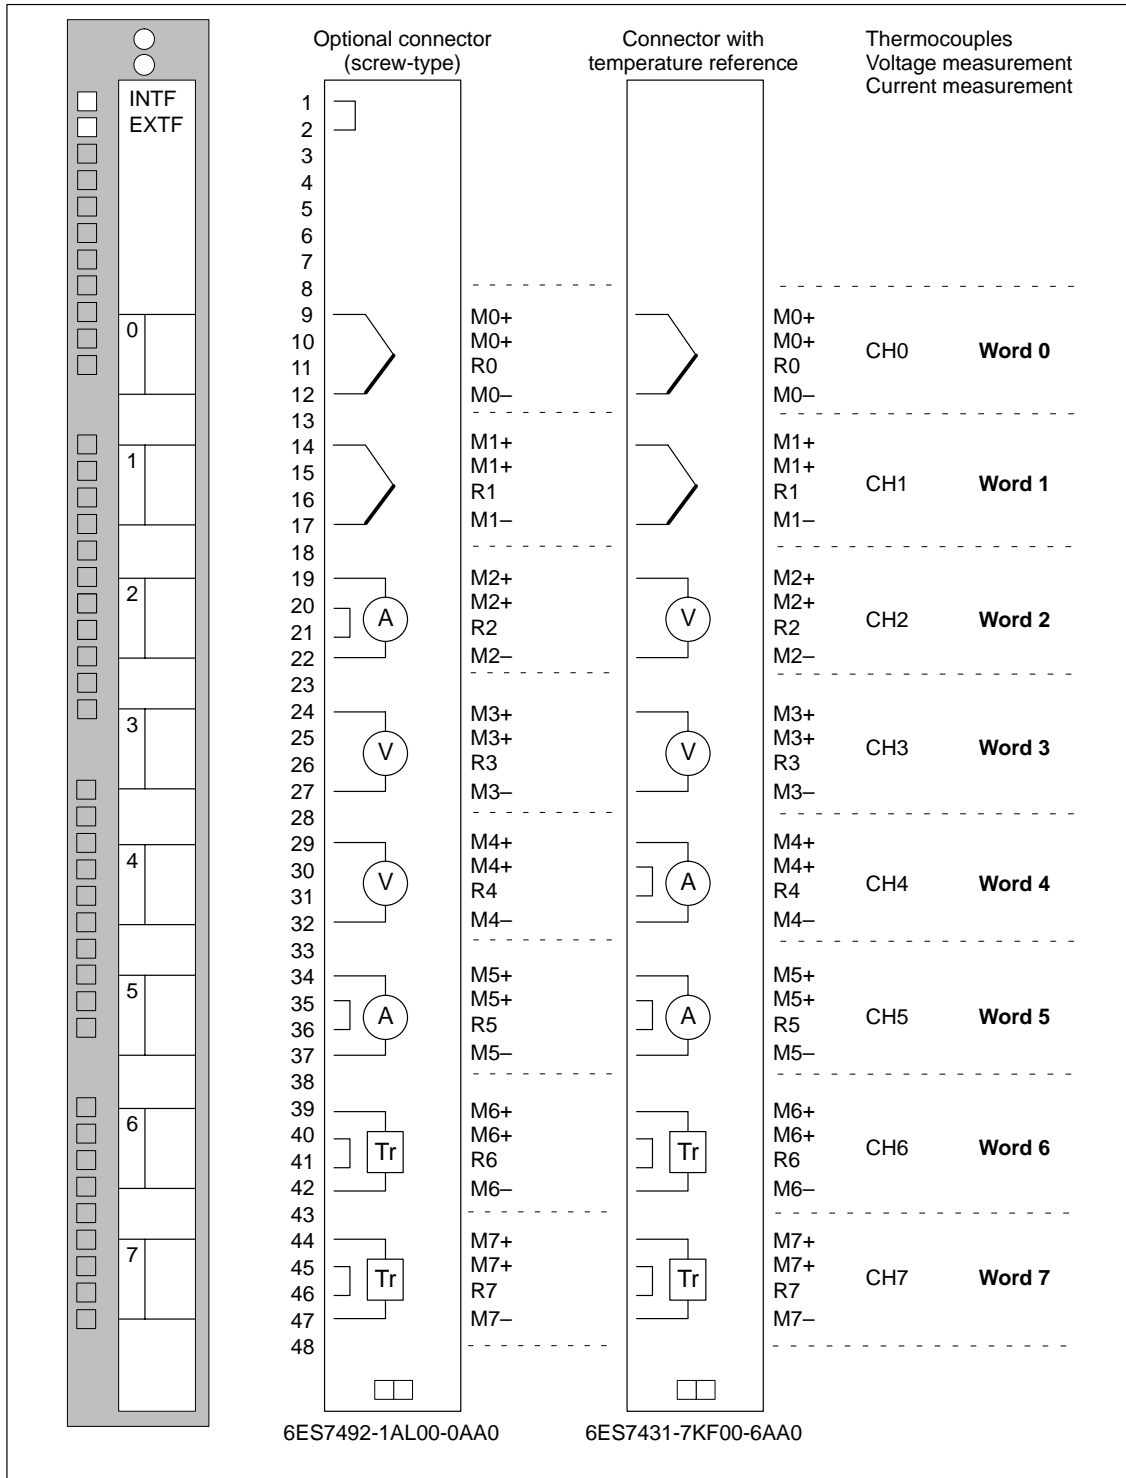 Optional connector
(screw-type)
Connector with
temperature reference
Thermocouples
Voltage measurement
Current measurement
INTF
EXTF
1
2
3
4
5
6
7
8
9 M0+ M0+
0
10 M0+ M0+
11 R0 R0
CH0 Word 0
12 M0– M0–
13
14 M1+ M1+
1
15 M1+ M1+
16 R1 R1
CH1 Word 1
17 M1– M1–
18
19 M2+ M2+
2
20 M2+ M2+
A V CH2 Word 2
21 R2 R2
22 M2– M2–
23
24 M3+ M3+
3
25 M3+ M3+
V V CH3 Word 3
26 R3 R3
27 M3– M3–
28
29 M4+ M4+
4
30 M4+ M4+
V A CH4 Word 4
31 R4 R4
32 M4– M4–
33
34 M5+ M5+
5
35 M5+ M5+
A A CH5 Word 5
36 R5 R5
37 M5– M5–
38
39 M6+ M6+
6
40 M6+ M6+
Tr Tr CH6 Word 6
41 R6 R6
42 M6– M6–
43
44 M7+ M7+
7
45 M7+ M7+
Tr Tr CH7 Word 7
46 R7 R7
47 M7– M7–
48
6ES7492-1AL00-0AA0
6ES7431-7KF00-6AA0